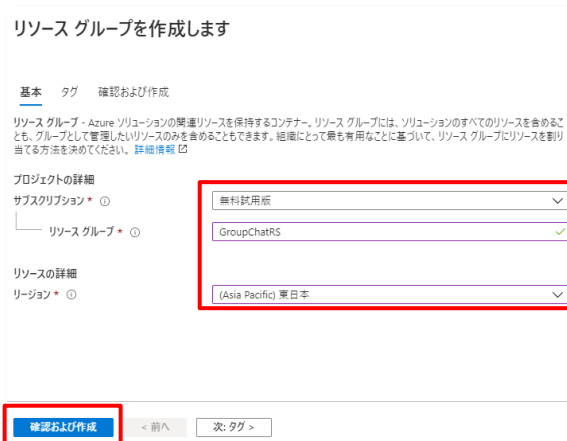 リソース グループを作成します
基本 タグ 確認および作成
リソース グループ - Azure ソリューションの関連リソースを保持するコンテナー。リソース グループには、ソリューションのすべてのリソースを含めるこ
とも、グループとして管理したいリソースのみを含めることもできます。組織にとって最も有用なことに基づいて、リソース グループにリソースを割り
当てる方法を決めてください。 詳細情報
プロジェクトの詳細
サブスクリプション * 無料試用版
リソース グループ * GroupChatRS
リソースの詳細
リージョン * (Asia Pacific) 東日本
確認および作成 < 前へ 次: タグ >